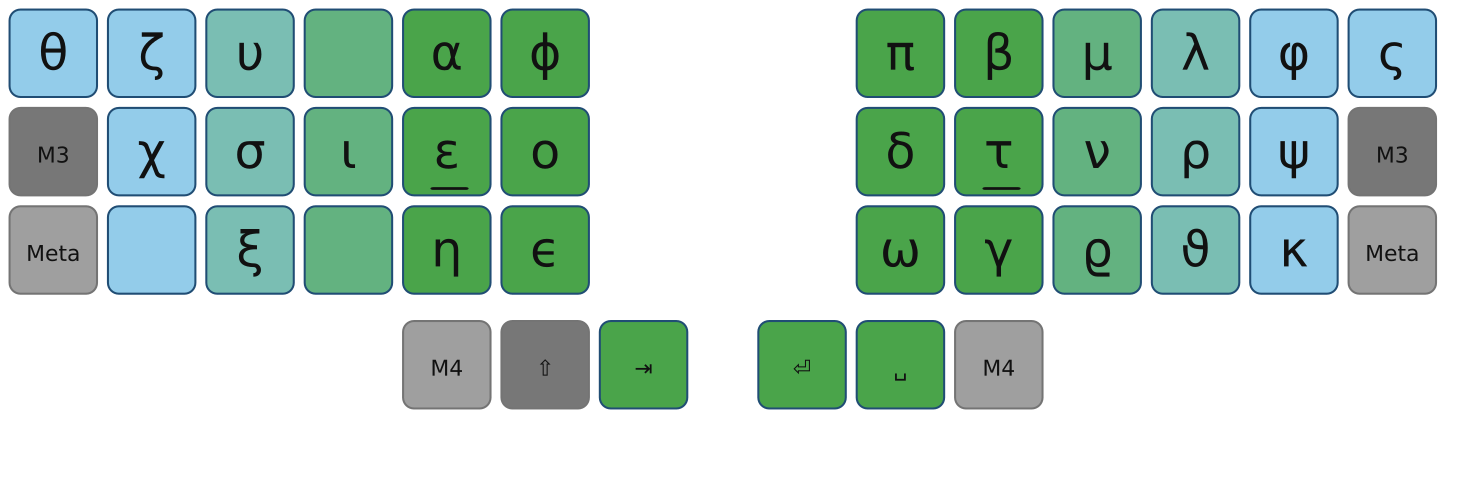 θ ζ υ α ϕ π β μ λ φ ς
M3 χ σ ι ε ο δ τ ν ρ ψ M3
Meta ξ η ϵ ω γ ϱ ϑ κ Meta
M4 ⇧ ⇥ ⏎ ␣ M4